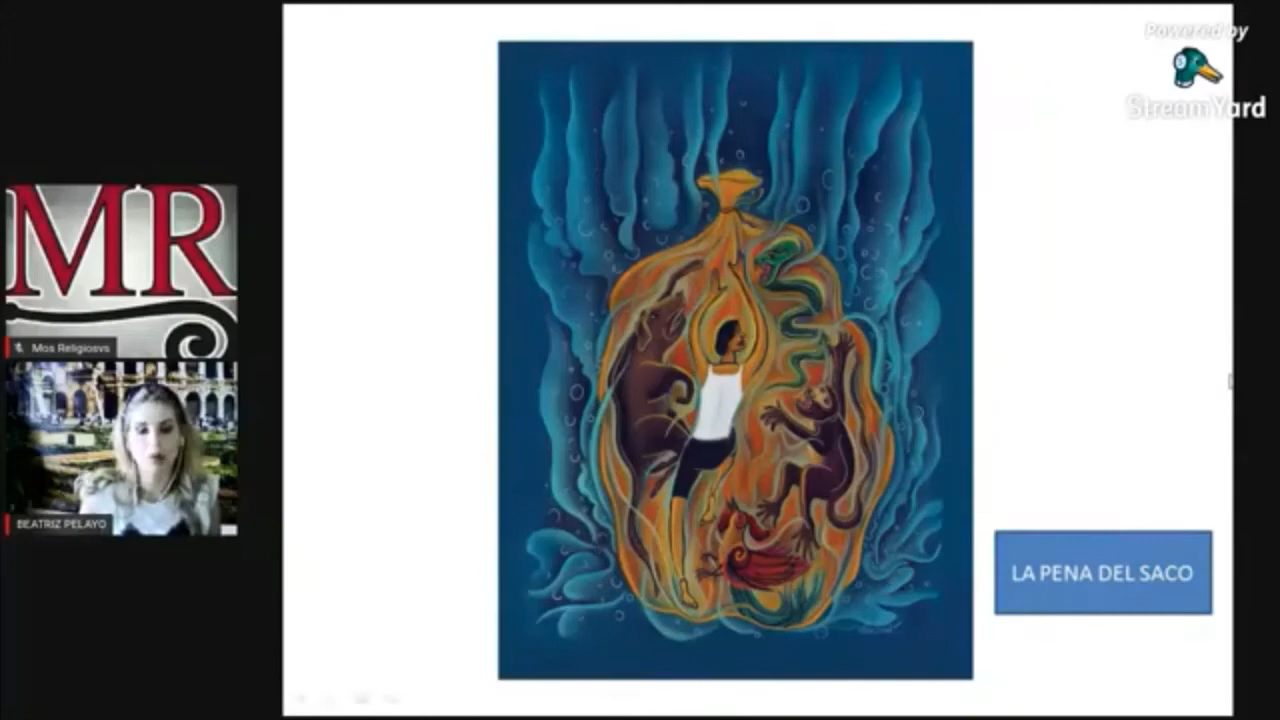 Powered by
StreamYard
MR
Mos Religiosvs
BEATRIZ PELAYO
LA PENA DEL SACO